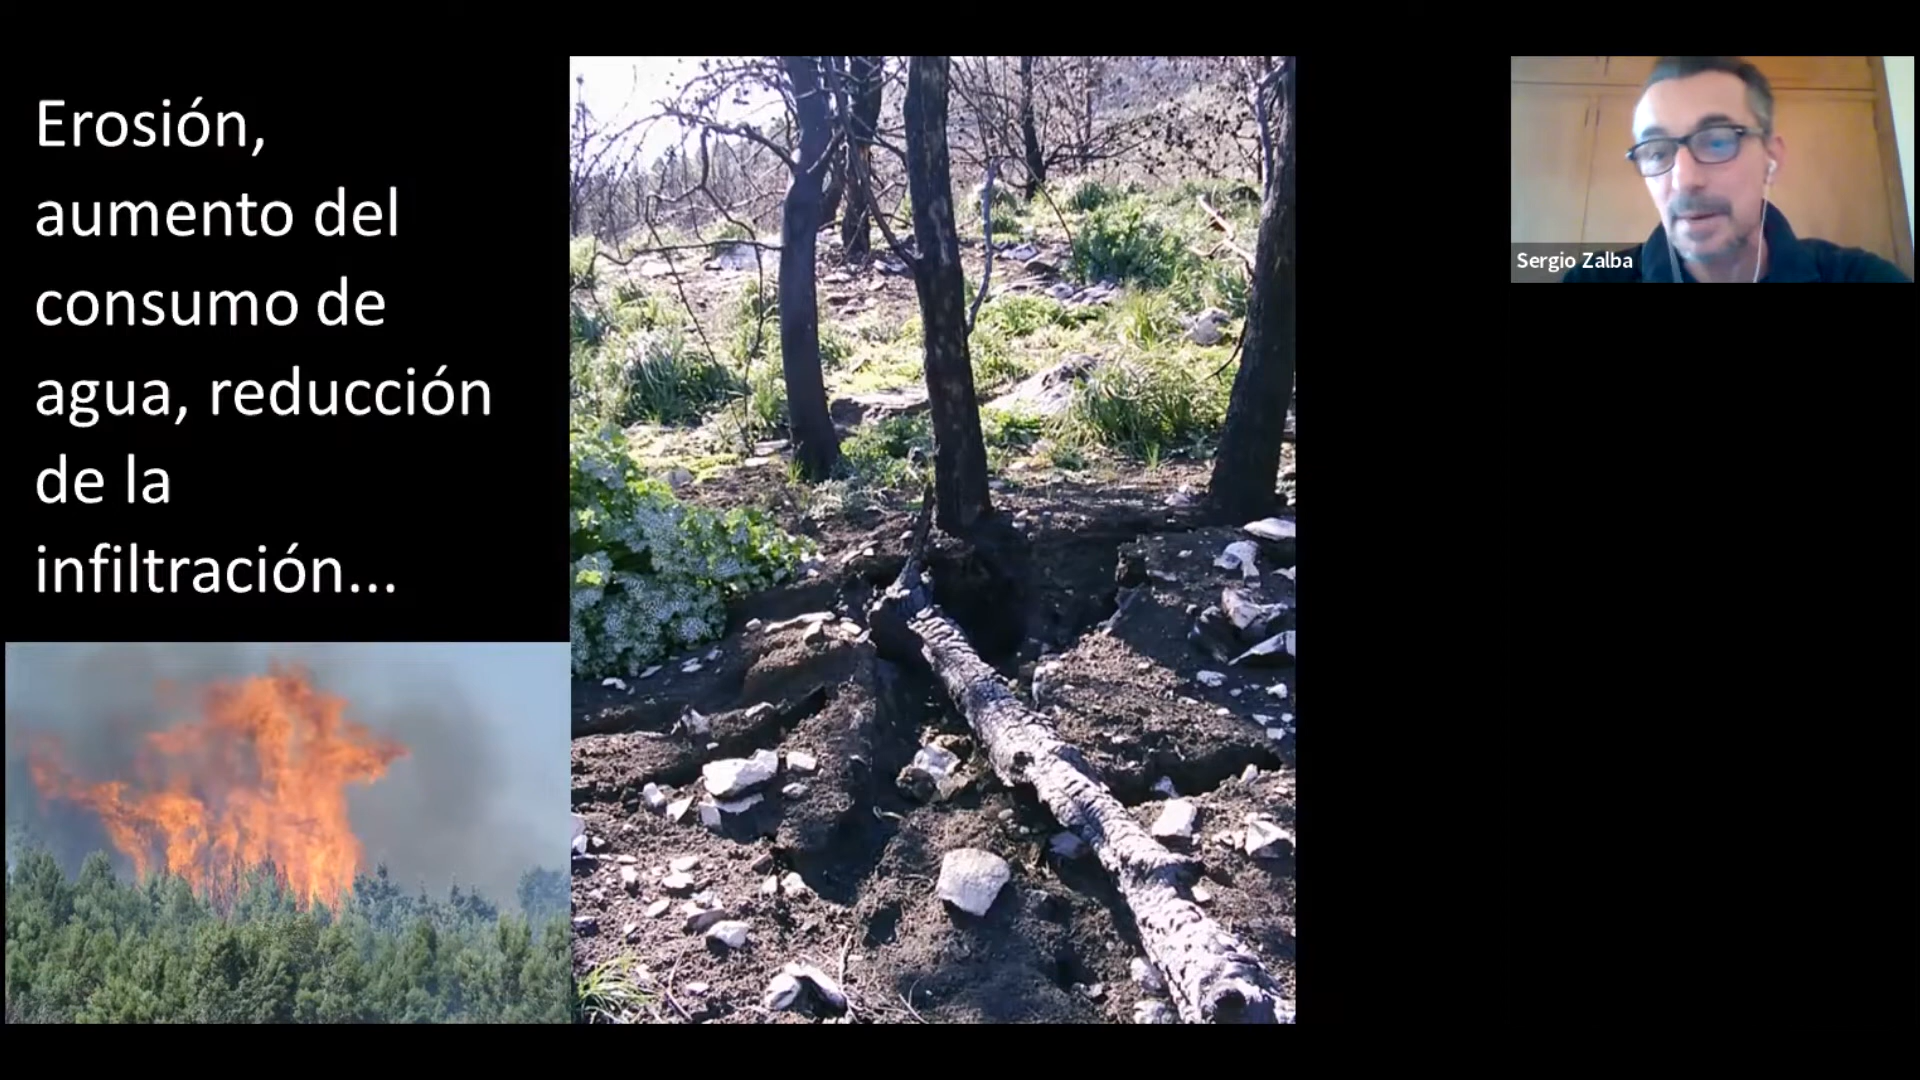 Erosión,
aumento del
consumo de
agua, reducción
de la
infiltración...
Sergio Zalba